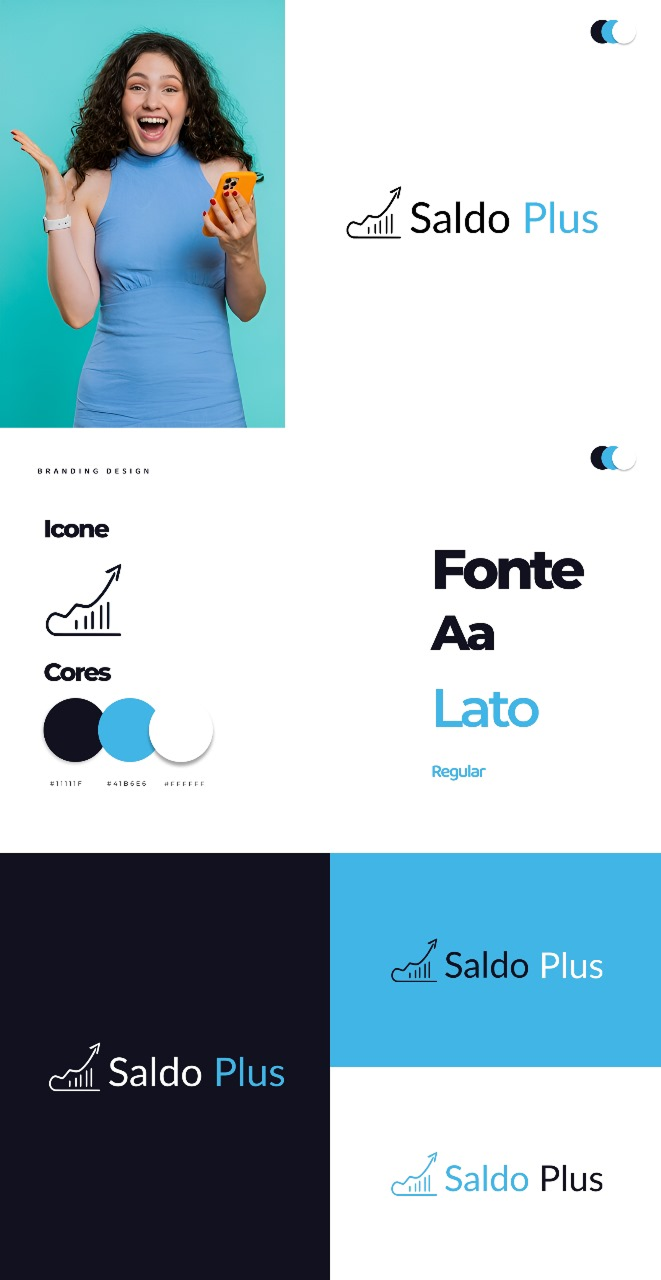 Saldo Plus
BRANDING DESIGN
Icone
Cores
#11111F #41B6E6 #FFFFFF
Fonte
Aa
Lato
Regular
Saldo Plus
Saldo Plus
Saldo Plus